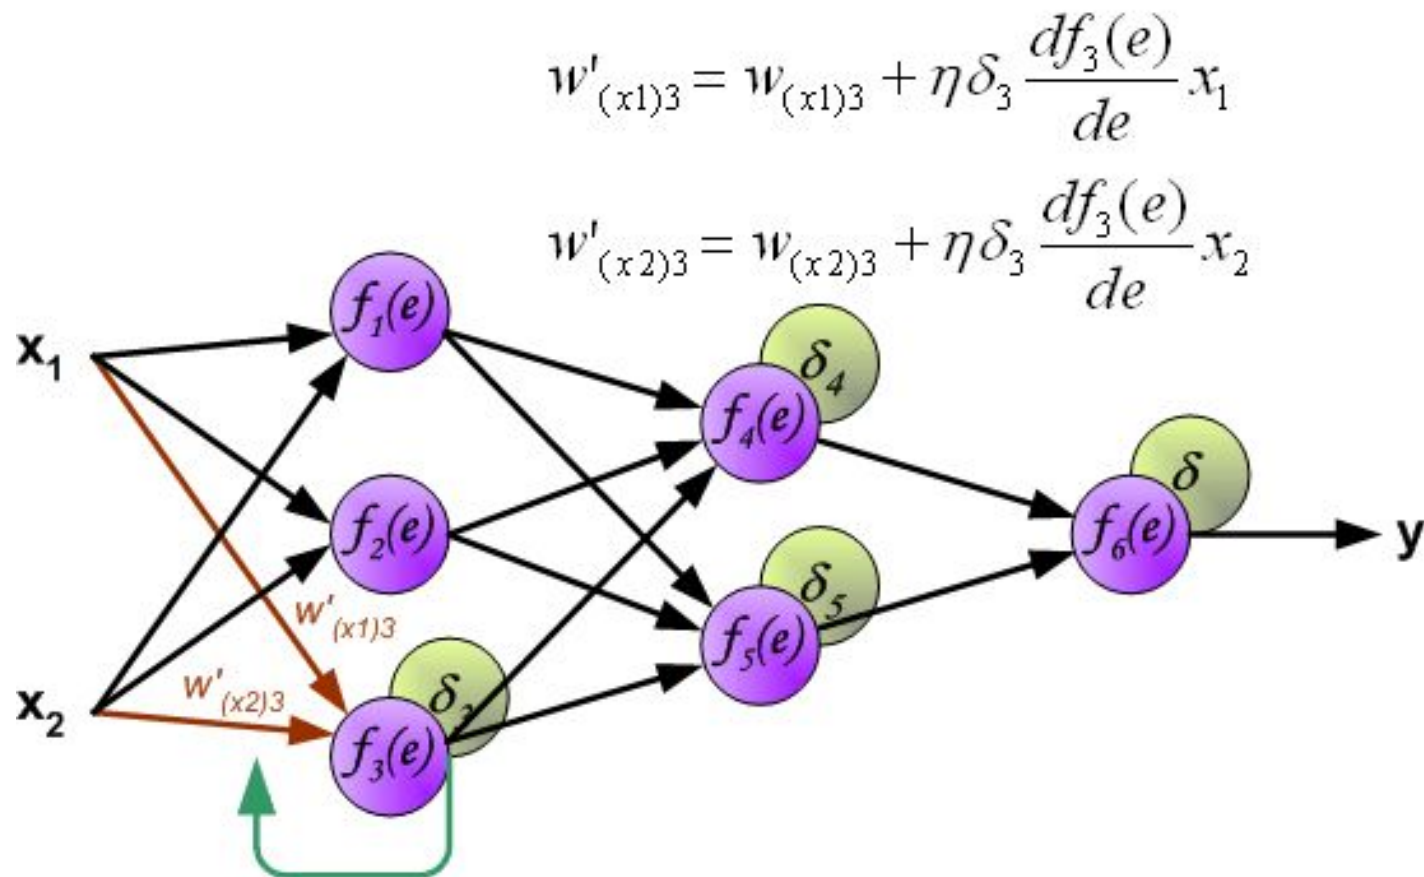 w'(x1)3 = w(x1)3 + ηδ3 df3(e)/de x1
w'(x2)3 = w(x2)3 + ηδ3 df3(e)/de x2
x1
f1(e)
δ4
f4(e)
δ
f2(e)
f6(e)
y
δ5
w'(x1)3
f5(e)
w'(x2)3
x2
δ3
f3(e)